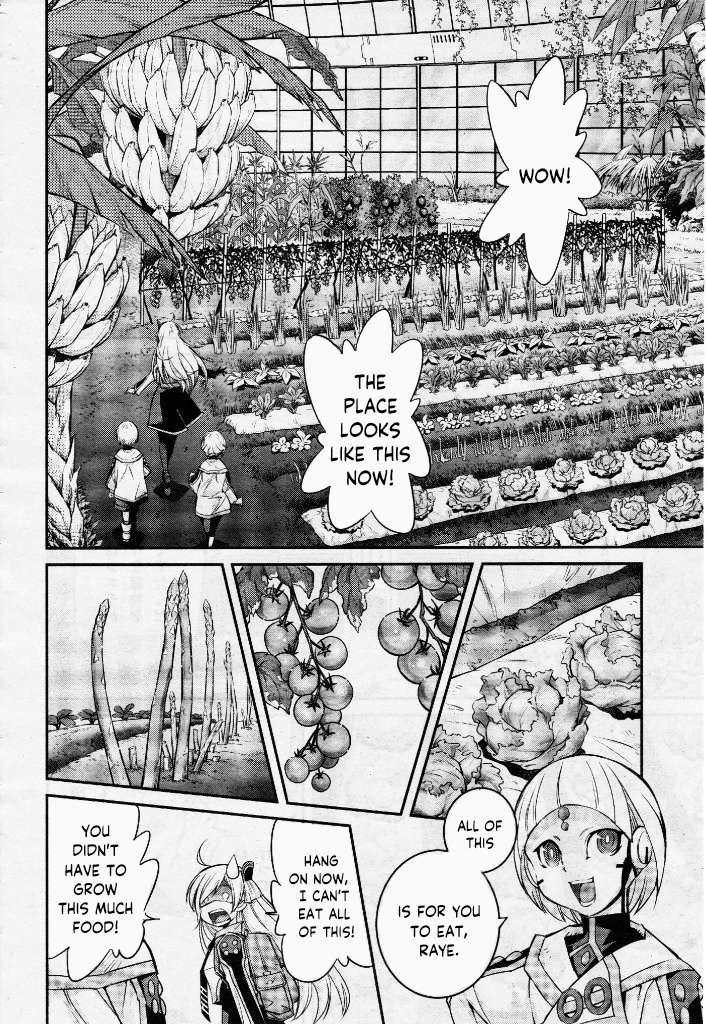 WOW!
THE
PLACE
LOOKS
LIKE THIS
NOW!
ALL OF
THIS
IS FOR YOU
TO EAT,
RAYE.
HANG
ON NOW,
I CAN'T
EAT ALL
OF THIS!
YOU
DIDN'T
HAVE TO
GROW
THIS MUCH
FOOD!